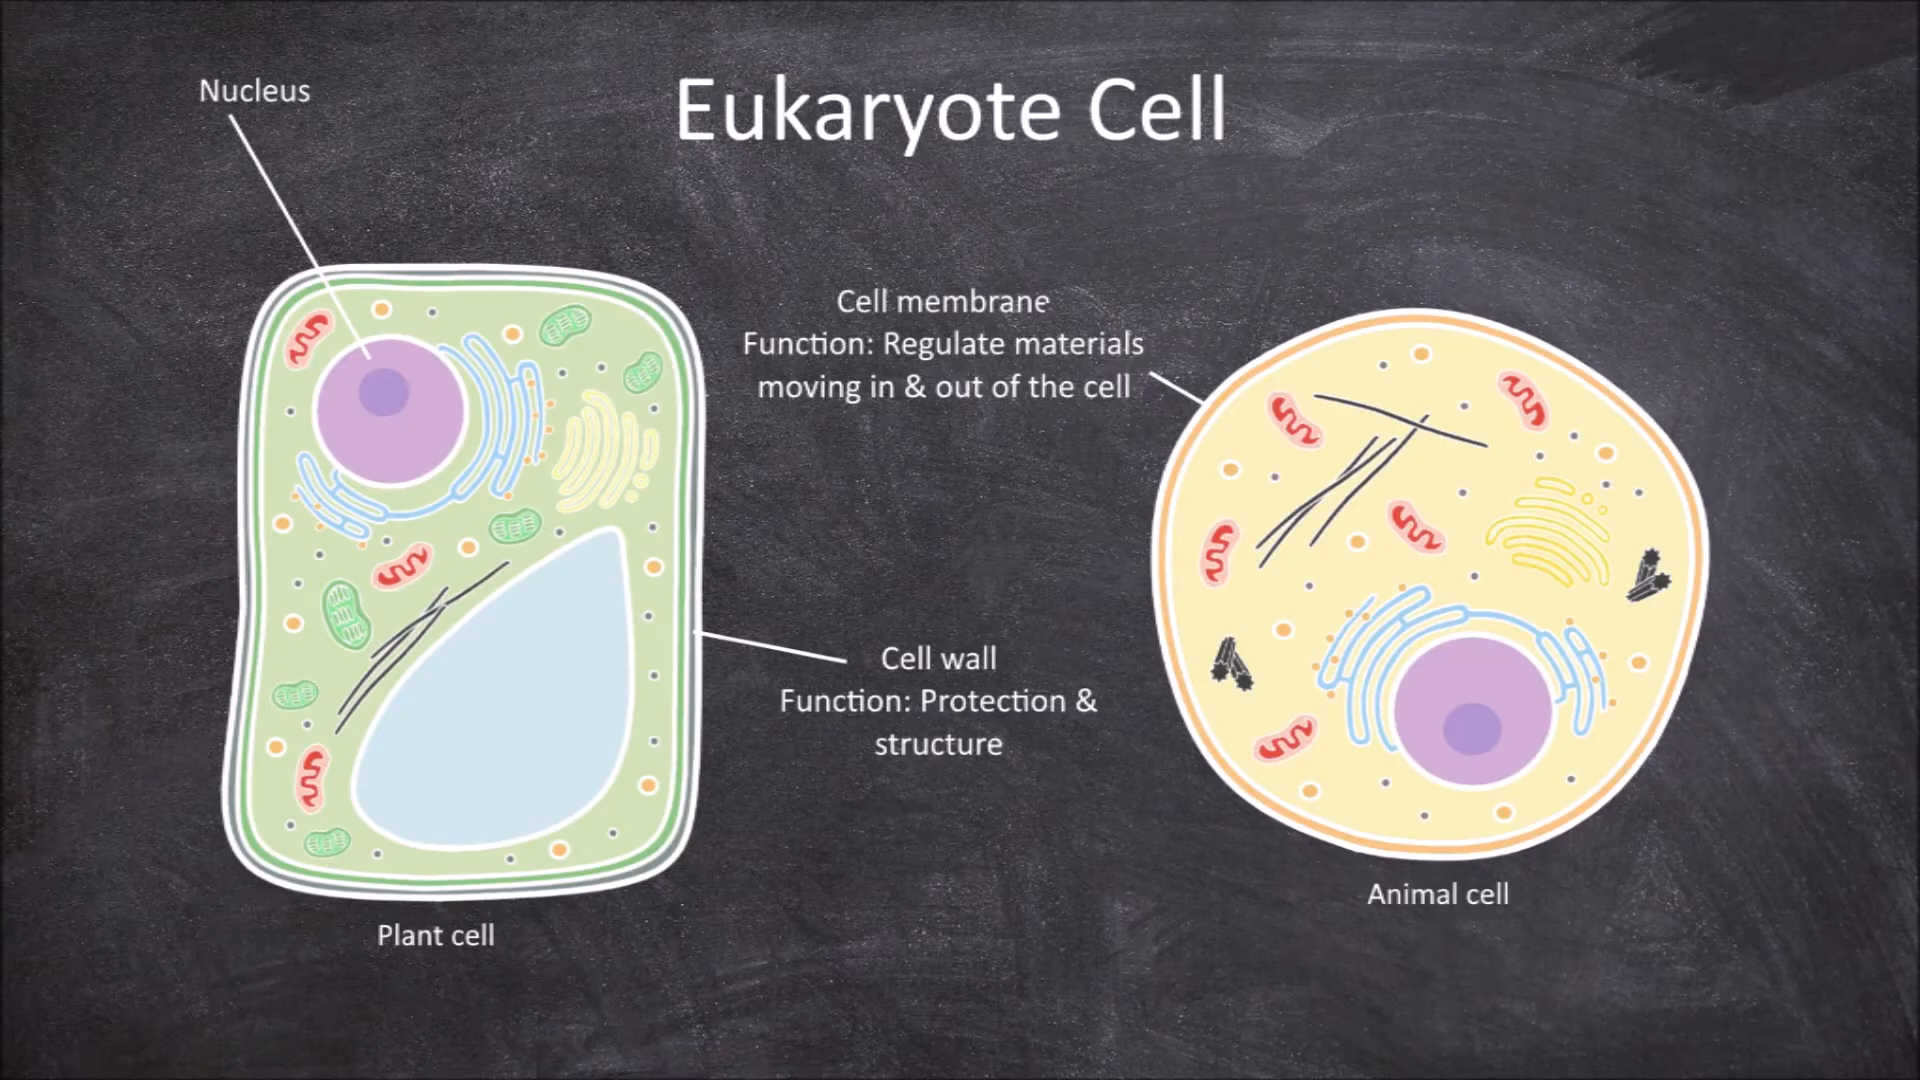 Nucleus
Eukaryote Cell
Cell membrane
Function: Regulate materials
moving in & out of the cell
Cell wall
Function: Protection &
structure
Animal cell
Plant cell